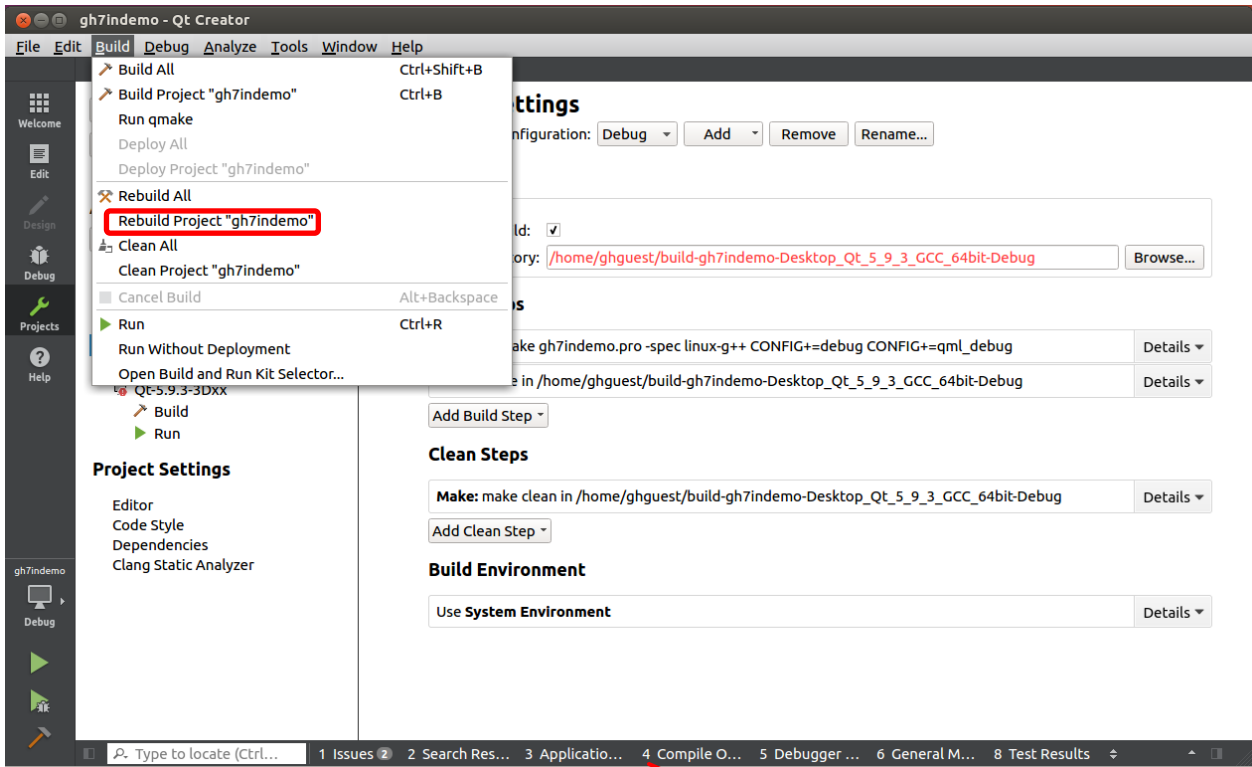 gh7indemo - Qt Creator
File Edit Build Debug Analyze Tools Window Help
Build All Ctrl+Shift+B
Build Project "gh7indemo" Ctrl+B
Run qmake
Deploy All
Deploy Project "gh7indemo"
Rebuild All
Rebuild Project "gh7indemo"
Clean All
Clean Project "gh7indemo"
Cancel Build Alt+Backspace
Run Ctrl+R
Run Without Deployment
Open Build and Run Kit Selector...
Welcome
Edit
Design
Debug
Projects
Help
Qt-5.9.3-3Dxx
Build
Run
Project Settings
Editor
Code Style
Dependencies
Clang Static Analyzer
ttings
nfiguration: Debug Add Remove Rename...
ld:
ory: /home/ghguest/build-gh7indemo-Desktop_Qt_5_9_3_GCC_64bit-Debug Browse...
ps
ake gh7indemo.pro -spec linux-g++ CONFIG+=debug CONFIG+=qml_debug Details
e in /home/ghguest/build-gh7indemo-Desktop_Qt_5_9_3_GCC_64bit-Debug Details
Add Build Step
Clean Steps
Make: make clean in /home/ghguest/build-gh7indemo-Desktop_Qt_5_9_3_GCC_64bit-Debug Details
Add Clean Step
Build Environment
Use System Environment Details
gh7indemo
Debug
Type to locate (Ctrl... 1 Issues 2 2 Search Res... 3 Applicatio... 4 Compile O... 5 Debugger ... 6 General M... 8 Test Results